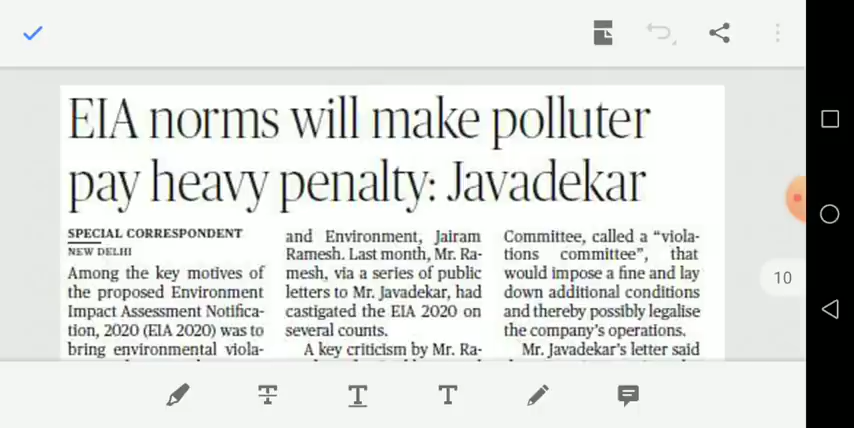 EIA norms will make polluter
pay heavy penalty: Javadekar
SPECIAL CORRESPONDENT
NEW DELHI
Among the key motives of
the proposed Environment
Impact Assessment Notifica-
tion, 2020 (EIA 2020) was to
bring environmental viola-
and Environment, Jairam
Ramesh. Last month, Mr. Ra-
mesh, via a series of public
letters to Mr. Javadekar, had
castigated the EIA 2020 on
several counts.
A key criticism by Mr. Ra-
Committee, called a “viola-
tions committee”, that
would impose a fine and lay
down additional conditions
and thereby possibly legalise
the company’s operations.
Mr. Javadekar’s letter said
10